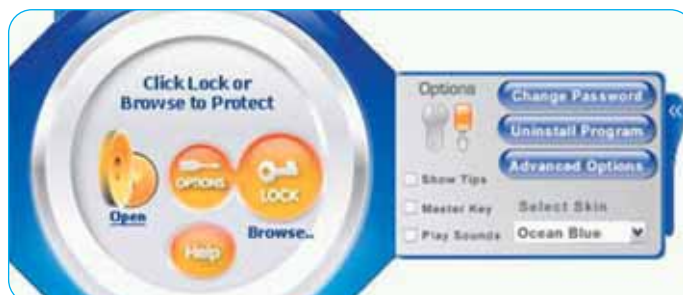 Click Lock or
Browse to Protect
Open
OPTIONS
LOCK
Browse..
Help
Options
Change Password
Uninstall Program
Advanced Options
Show Tips
Master Key
Play Sounds
Select Skin
Ocean Blue
«